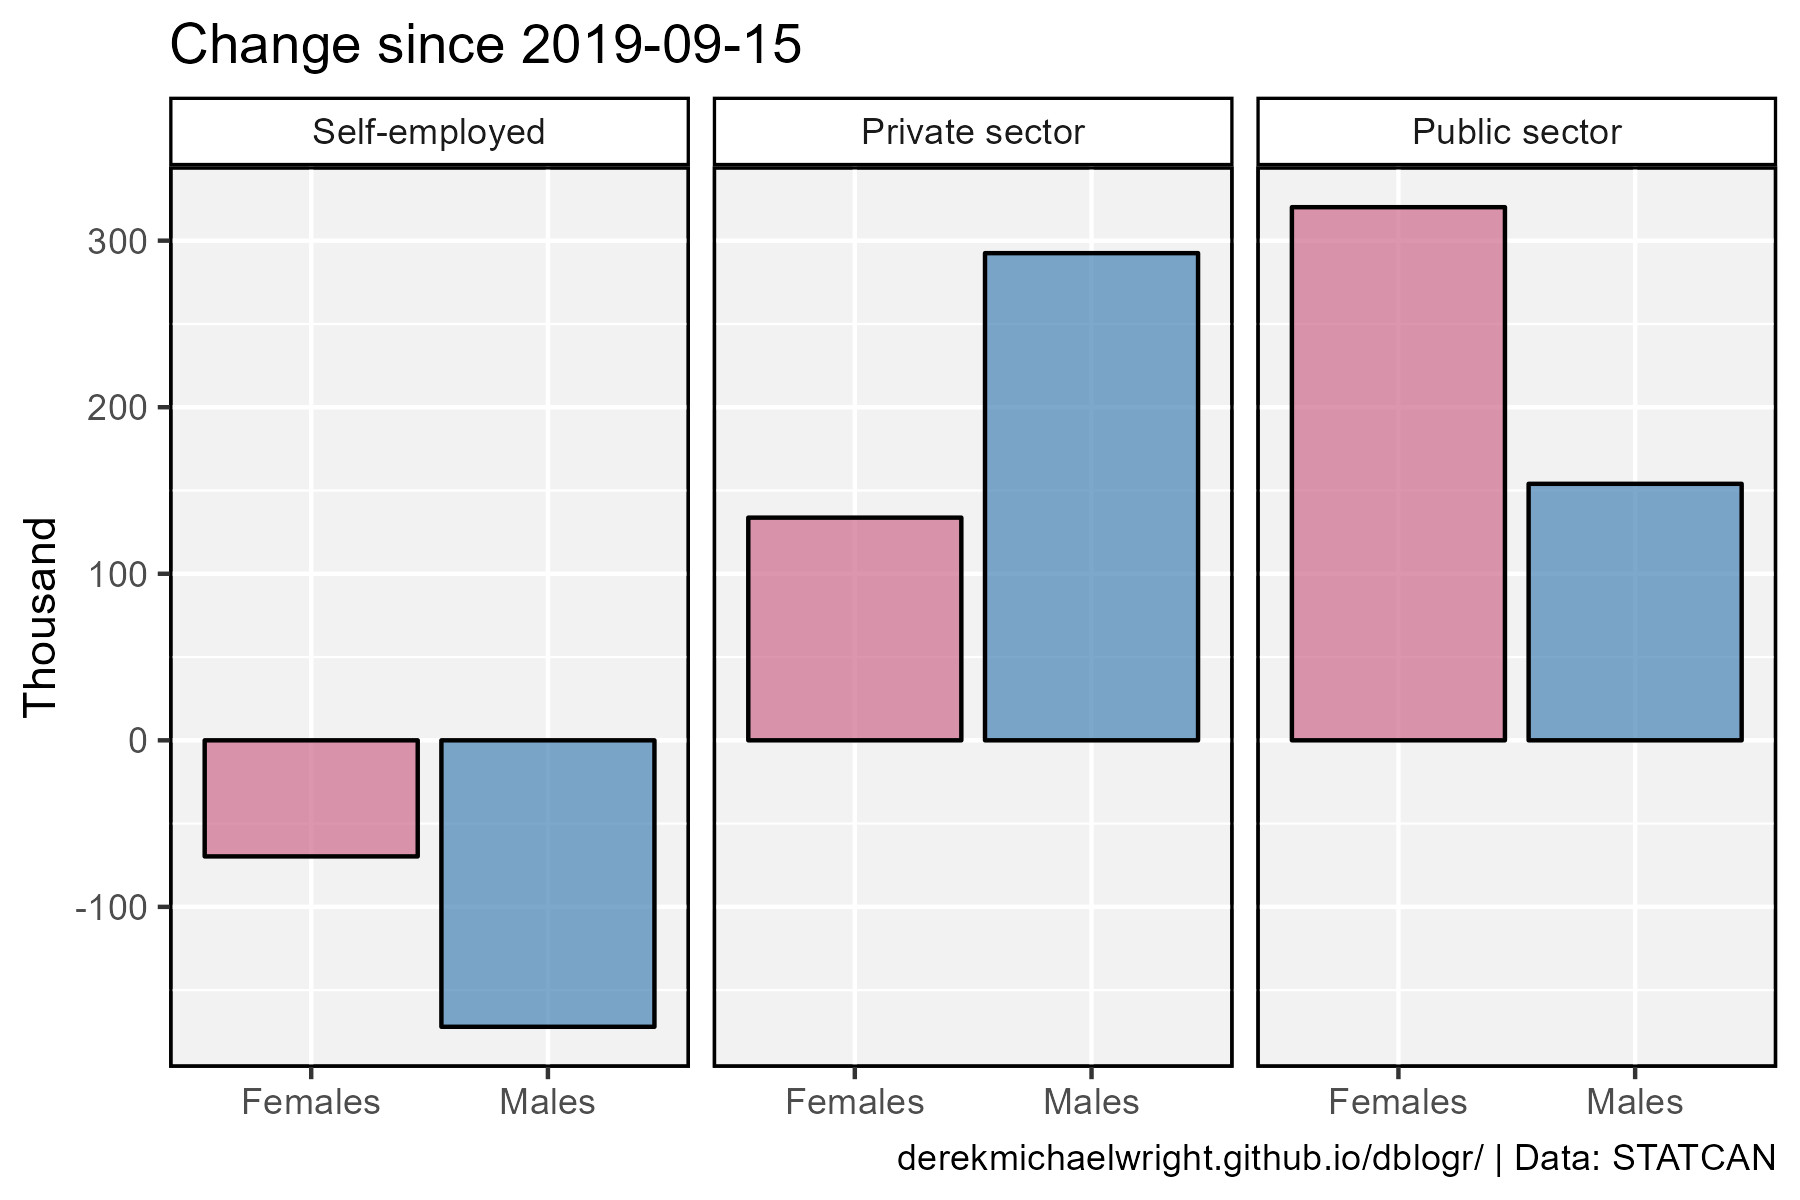 Change since 2019-09-15
Self-employed
Private sector
Public sector
Thousand
300
200
100
0
-100
Females
Males
Females
Males
Females
Males
derekmichaelwright.github.io/dblogr/ | Data: STATCAN